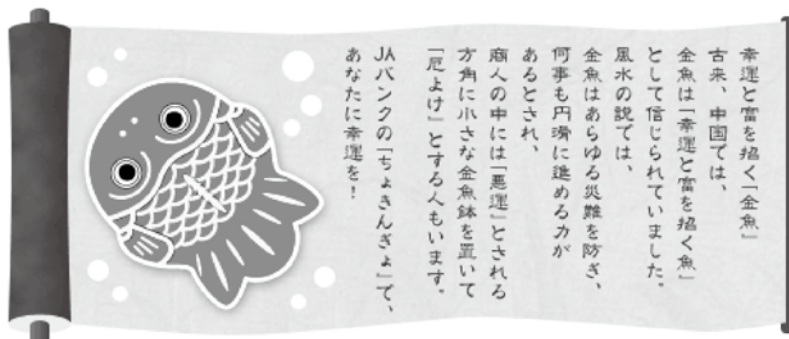 幸運と富を招く「金魚」
古来、中国では、
金魚は「幸運と富を招く魚」
として信じられていました。
風水の説では、
金魚はあらゆる災難を防ぎ、
何事も円滑に進める力が
あるとされ、
商人の中には「悪運」とされる
方角に小さな金魚鉢を置いて
「厄よけ」とする人もいます。
JAバンクの「ちょきんぎょ」で、
あなたに幸運を！